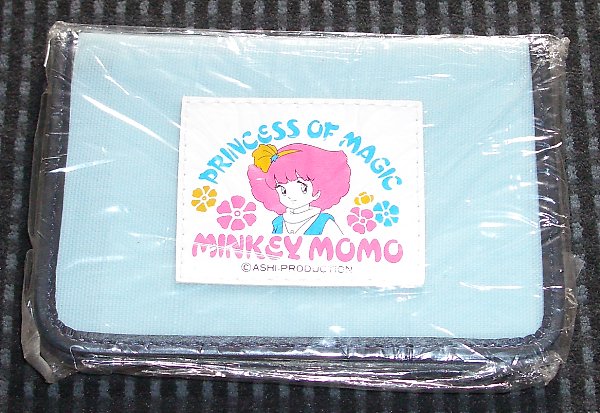 PRINCESS OF MAGIC
MINKEY MOMO
©ASHI-PRODUCTION